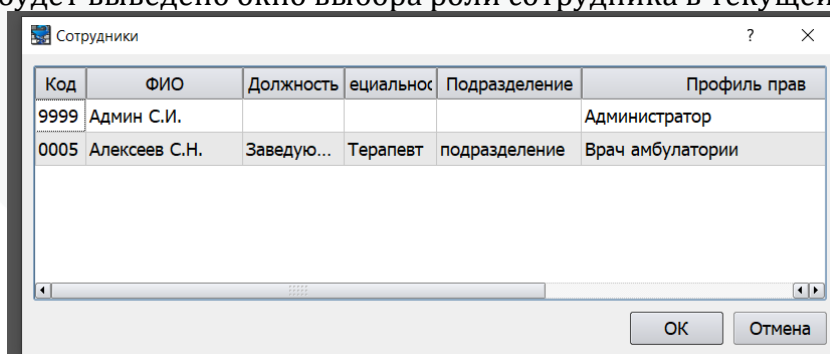 будет выведено окно выбора роли сотрудника в текущей
Сотрудники ? ×
Код ФИО Должность ециальнос Подразделение Профиль прав
9999 Админ С.И. Администратор
0005 Алексеев С.Н. Заведую... Терапевт подразделение Врач амбулатории
ОК Отмена